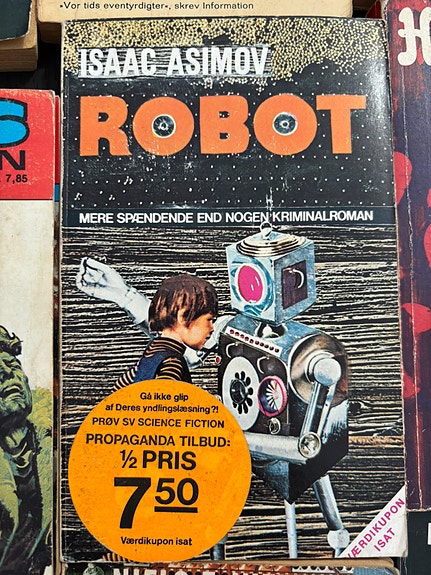 »Vor tids eventyrdigter«, skrev Information
ISAAC ASIMOV
ROBOT
MERE SPÆNDENDE END NOGEN KRIMINALROMAN
N
7,85
Gå ikke glip
af Deres yndlingslæsning?!
PRØV SV SCIENCE FICTION
PROPAGANDA TILBUD:
½ PRIS
7 50
Værdikupon isat
VÆRDIKUPON
ISAT